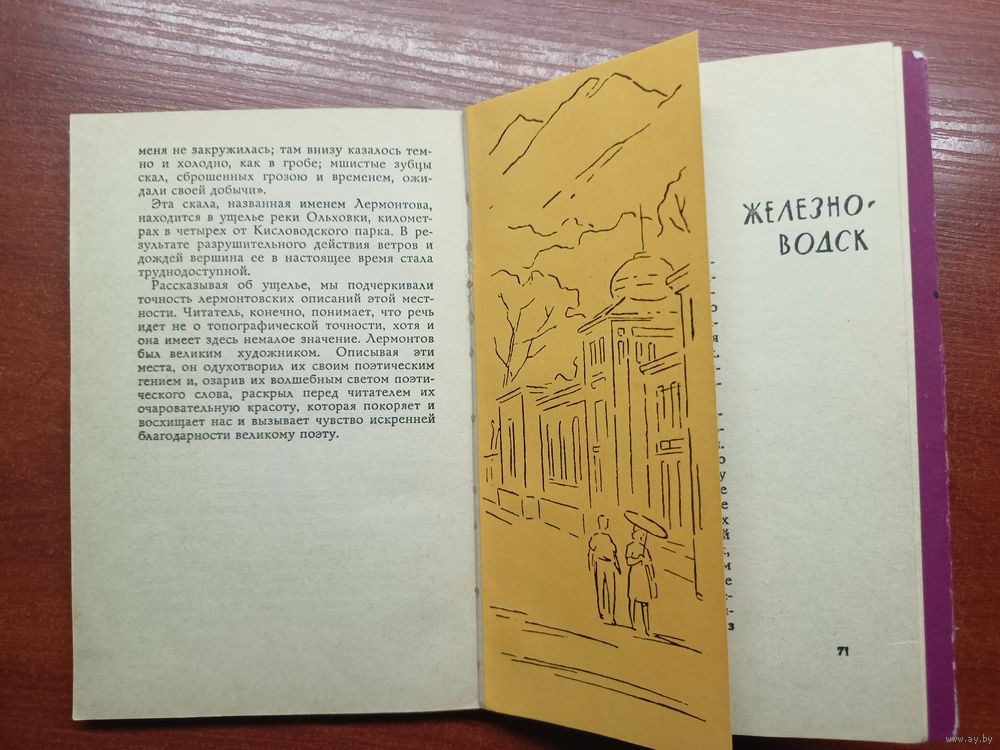 меня не закружилась; там внизу казалось тем-
но и холодно, как в гробе; мшистые зубцы
скал, сброшенных грозою и временем, ожи-
дали своей добычи».
Эта скала, названная именем Лермонтова,
находится в ущелье реки Ольховки, километ-
рах в четырех от Кисловодского парка. В ре-
зультате разрушительного действия ветров и
дождей вершина ее в настоящее время стала
труднодоступной.
Рассказывая об ущелье, мы подчеркивали
точность лермонтовских описаний этой мест-
ности. Читатель, конечно, понимает, что речь
идет не о топографической точности, хотя и
она имеет здесь немалое значение. Лермонтов
был великим художником. Описывая эти
места, он одухотворил их своим поэтическим
гением и, озарив их волшебным светом поэти-
ческого слова, раскрыл перед читателем их
очаровательную красоту, которая покоряет и
восхищает нас и вызывает чувство искренней
благодарности великому поэту.
ЖЕЛЕЗНО-
ВОДСК
71
www.ay.by